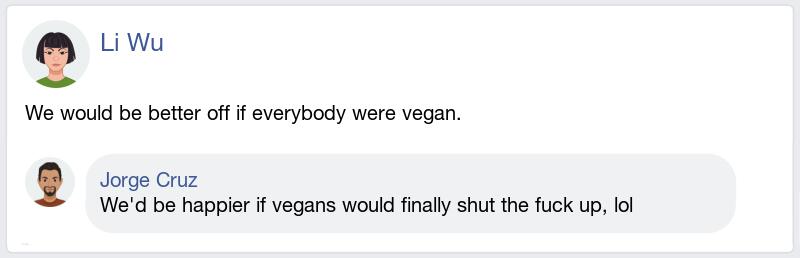 Li Wu
We would be better off if everybody were vegan.
Jorge Cruz
We'd be happier if vegans would finally shut the fuck up, lol